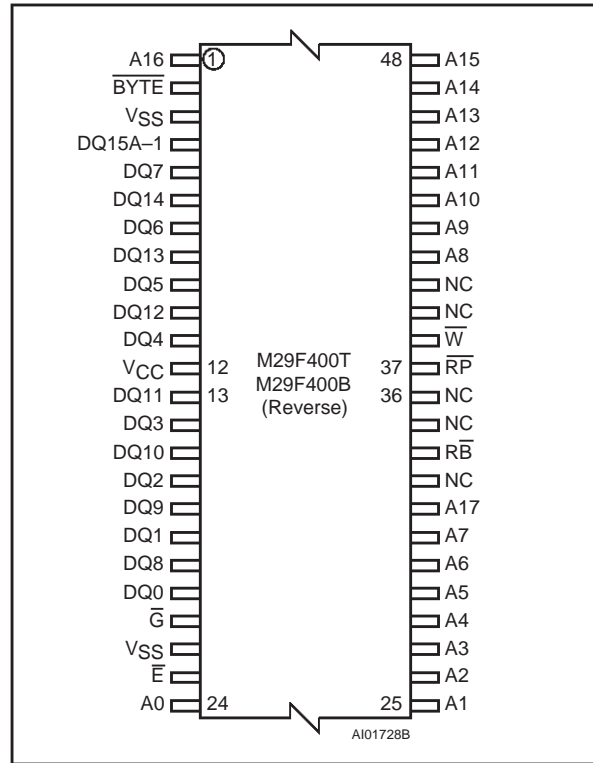 A16 1 48 A15
B̅Y̅T̅E̅ A14
VSS A13
DQ15A–1 A12
DQ7 A11
DQ14 A10
DQ6 A9
DQ13 A8
DQ5 NC
DQ12 NC
DQ4 W̅
VCC 12 M29F400T 37 R̅P̅
DQ11 13 M29F400B 36 NC
(Reverse)
DQ3 NC
DQ10 RB̅
DQ2 NC
DQ9 A17
DQ1 A7
DQ8 A6
DQ0 A5
G̅ A4
VSS A3
E̅ A2
A0 24 25 A1
AI01728B